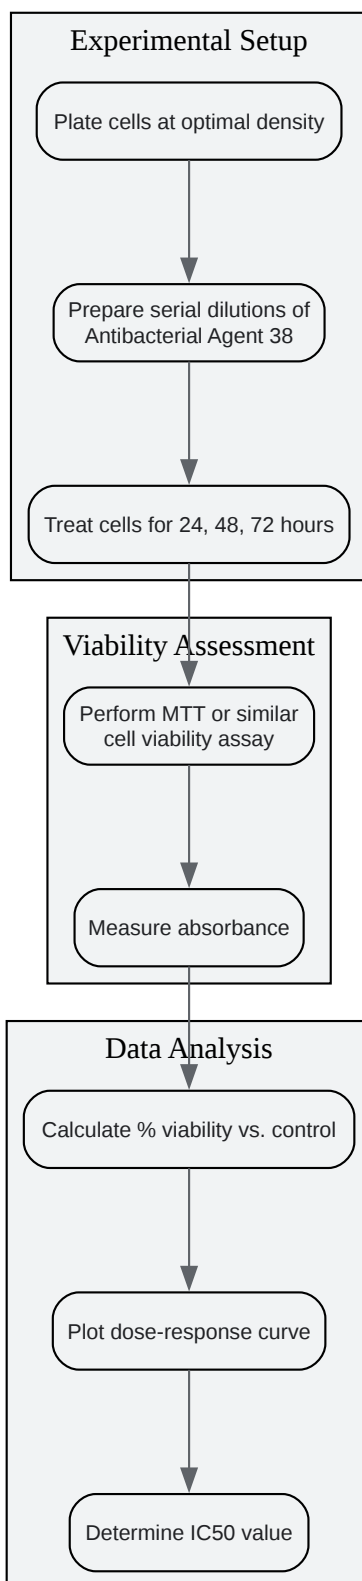 Experimental Setup
Plate cells at optimal density
Prepare serial dilutions of
Antibacterial Agent 38
Treat cells for 24, 48, 72 hours
Viability Assessment
Perform MTT or similar
cell viability assay
Measure absorbance
Data Analysis
Calculate % viability vs. control
Plot dose-response curve
Determine IC50 value